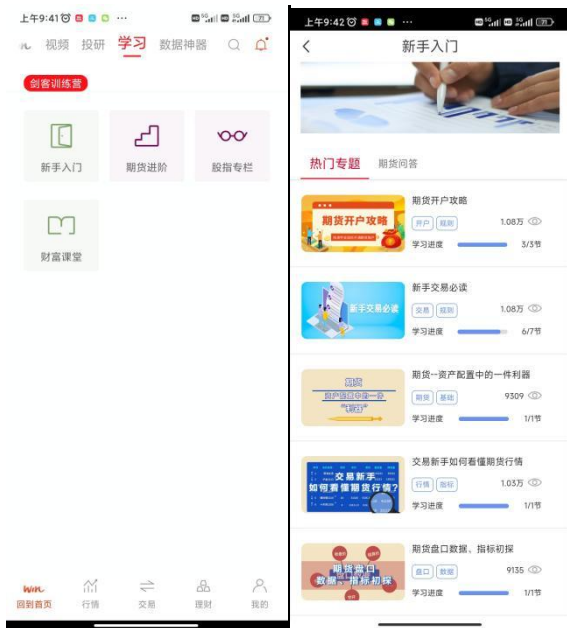 上午9:41
视频 投研 学习 数据神器
剑客训练营
新手入门 期货进阶 股指专栏
财富课堂
回到首页 行情 交易 理财 我的
上午9:42
新手入门
热门专题 期货问答
期货开户攻略
期货开户攻略
开户 规则 1.08万
学习进度 3/3节
新手交易必读
新手交易必读
交易 规则 1.08万
学习进度 6/7节
期货
资产配置中的一件
“利器”
期货--资产配置中的一件利器
期货 基础 9309
学习进度 1/1节
交易新手
如何看懂期货行情?
交易新手如何看懂期货行情
行情 指标 1.03万
学习进度 1/1节
期货盘口
数据、指标初探
期货盘口数据、指标初探
盘口 数据 9135
学习进度 1/1节